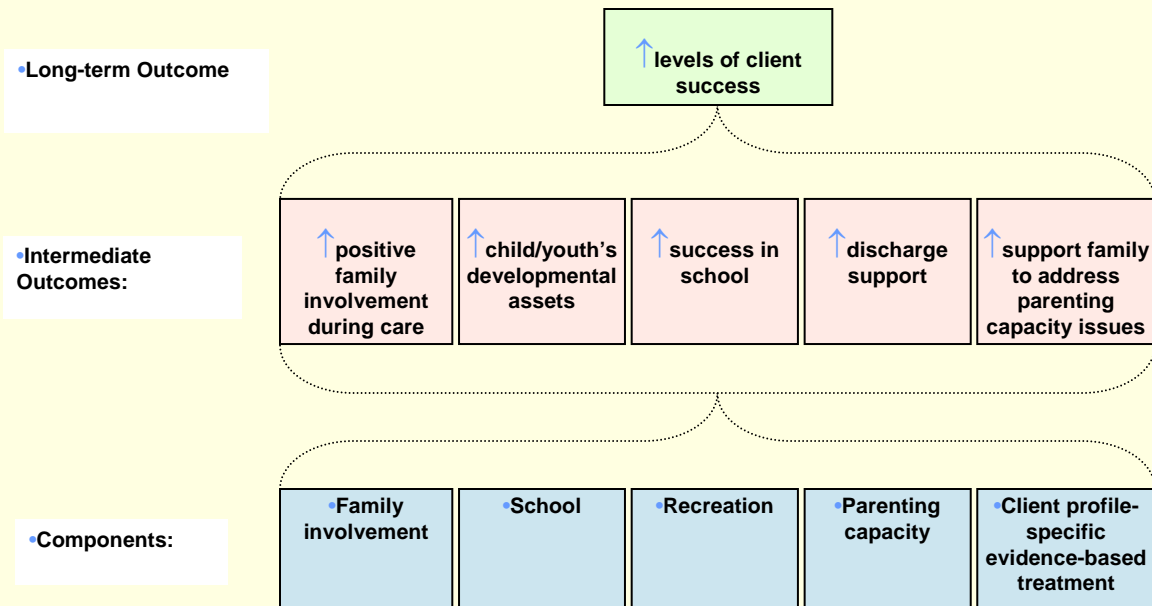 •Long-term Outcome
↑levels of client
success
•Intermediate
Outcomes:
↑positive
family
involvement
during care
↑child/youth’s
developmental
assets
↑success in
school
↑discharge
support
↑support family
to address
parenting
capacity issues
•Components:
•Family
involvement
•School
•Recreation
•Parenting
capacity
•Client profile-
specific
evidence-based
treatment